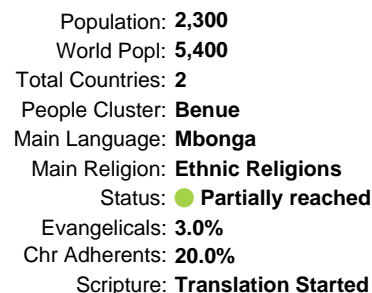 Population: 2,300
World Popl: 5,400
Total Countries: 2
People Cluster: Benue
Main Language: Mbonga
Main Religion: Ethnic Religions
Status: Partially reached
Evangelicals: 3.0%
Chr Adherents: 20.0%
Scripture: Translation Started